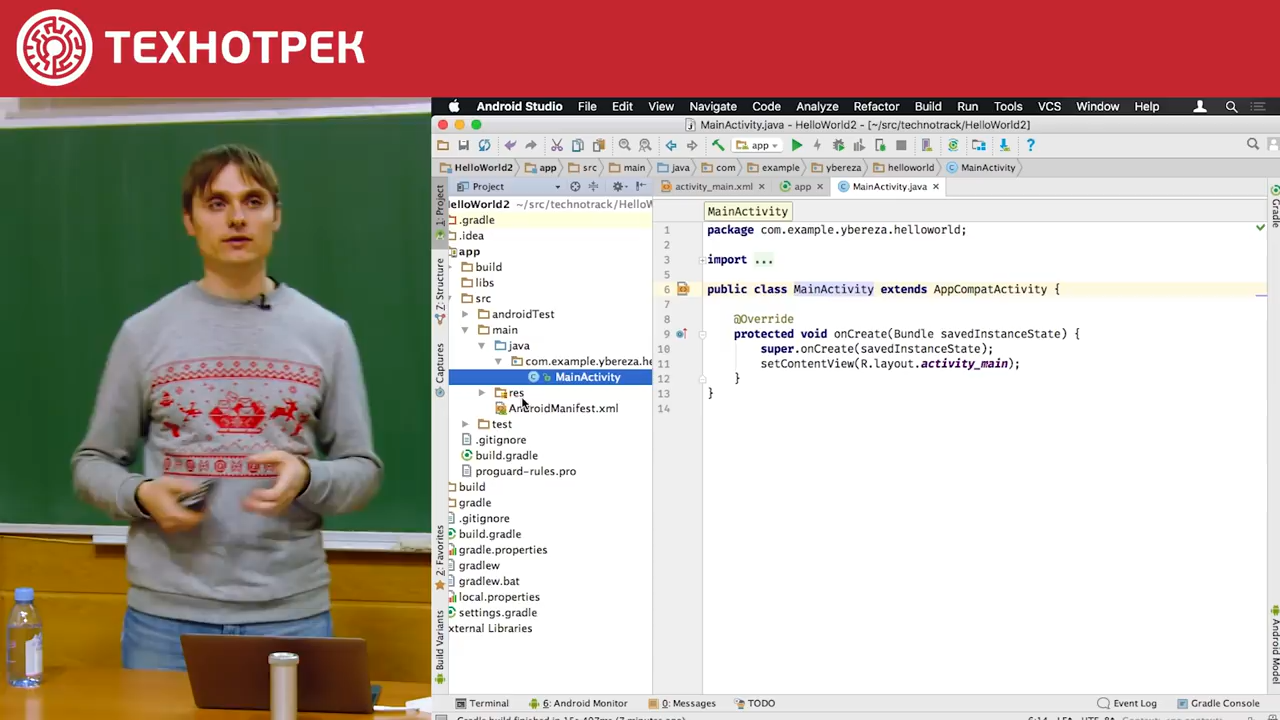 ТЕХНОТРЕК
Android Studio File Edit View Navigate Code Analyze Refactor Build Run Tools VCS Window Help
MainActivity.java - HelloWorld2 - [~/src/technotrack/HelloWorld2]
app
HelloWorld2 app src main java com example ybereza helloworld MainActivity
Project
activity_main.xml app MainActivity.java
1: Project
7: Structure
Captures
2: Favorites
Build Variants
elloWorld2 ~/src/technotrack/HelloW
.gradle
.idea
app
build
libs
src
androidTest
main
java
com.example.ybereza.he
MainActivity
res
AndroidManifest.xml
test
.gitignore
build.gradle
proguard-rules.pro
build
gradle
.gitignore
build.gradle
gradle.properties
gradlew
gradlew.bat
local.properties
settings.gradle
xternal Libraries
MainActivity
1 package com.example.ybereza.helloworld;
2
3 import ...
5
6 public class MainActivity extends AppCompatActivity {
7
8 @Override
9 protected void onCreate(Bundle savedInstanceState) {
10 super.onCreate(savedInstanceState);
11 setContentView(R.layout.activity_main);
12 }
13 }
14
Gradle
Android Model
Terminal 6: Android Monitor 0: Messages TODO Event Log Gradle Console